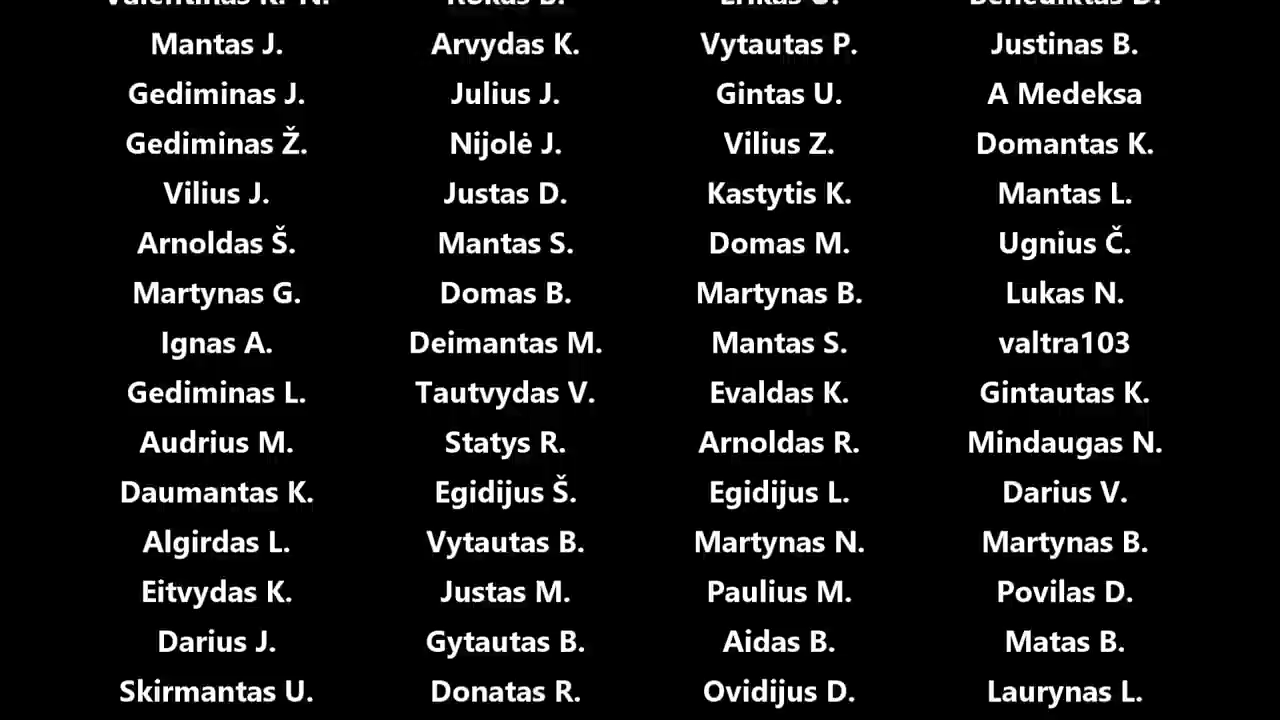 Mantas J. Arvydas K. Vytautas P. Justinas B.
Gediminas J. Julius J. Gintas U. A Medeksa
Gediminas Ž. Nijolė J. Vilius Z. Domantas K.
Vilius J. Justas D. Kastytis K. Mantas L.
Arnoldas Š. Mantas S. Domas M. Ugnius Č.
Martynas G. Domas B. Martynas B. Lukas N.
Ignas A. Deimantas M. Mantas S. valtra103
Gediminas L. Tautvydas V. Evaldas K. Gintautas K.
Audrius M. Statys R. Arnoldas R. Mindaugas N.
Daumantas K. Egidijus Š. Egidijus L. Darius V.
Algirdas L. Vytautas B. Martynas N. Martynas B.
Eitvydas K. Justas M. Paulius M. Povilas D.
Darius J. Gytautas B. Aidas B. Matas B.
Skirmantas U. Donatas R. Ovidijus D. Laurynas L.